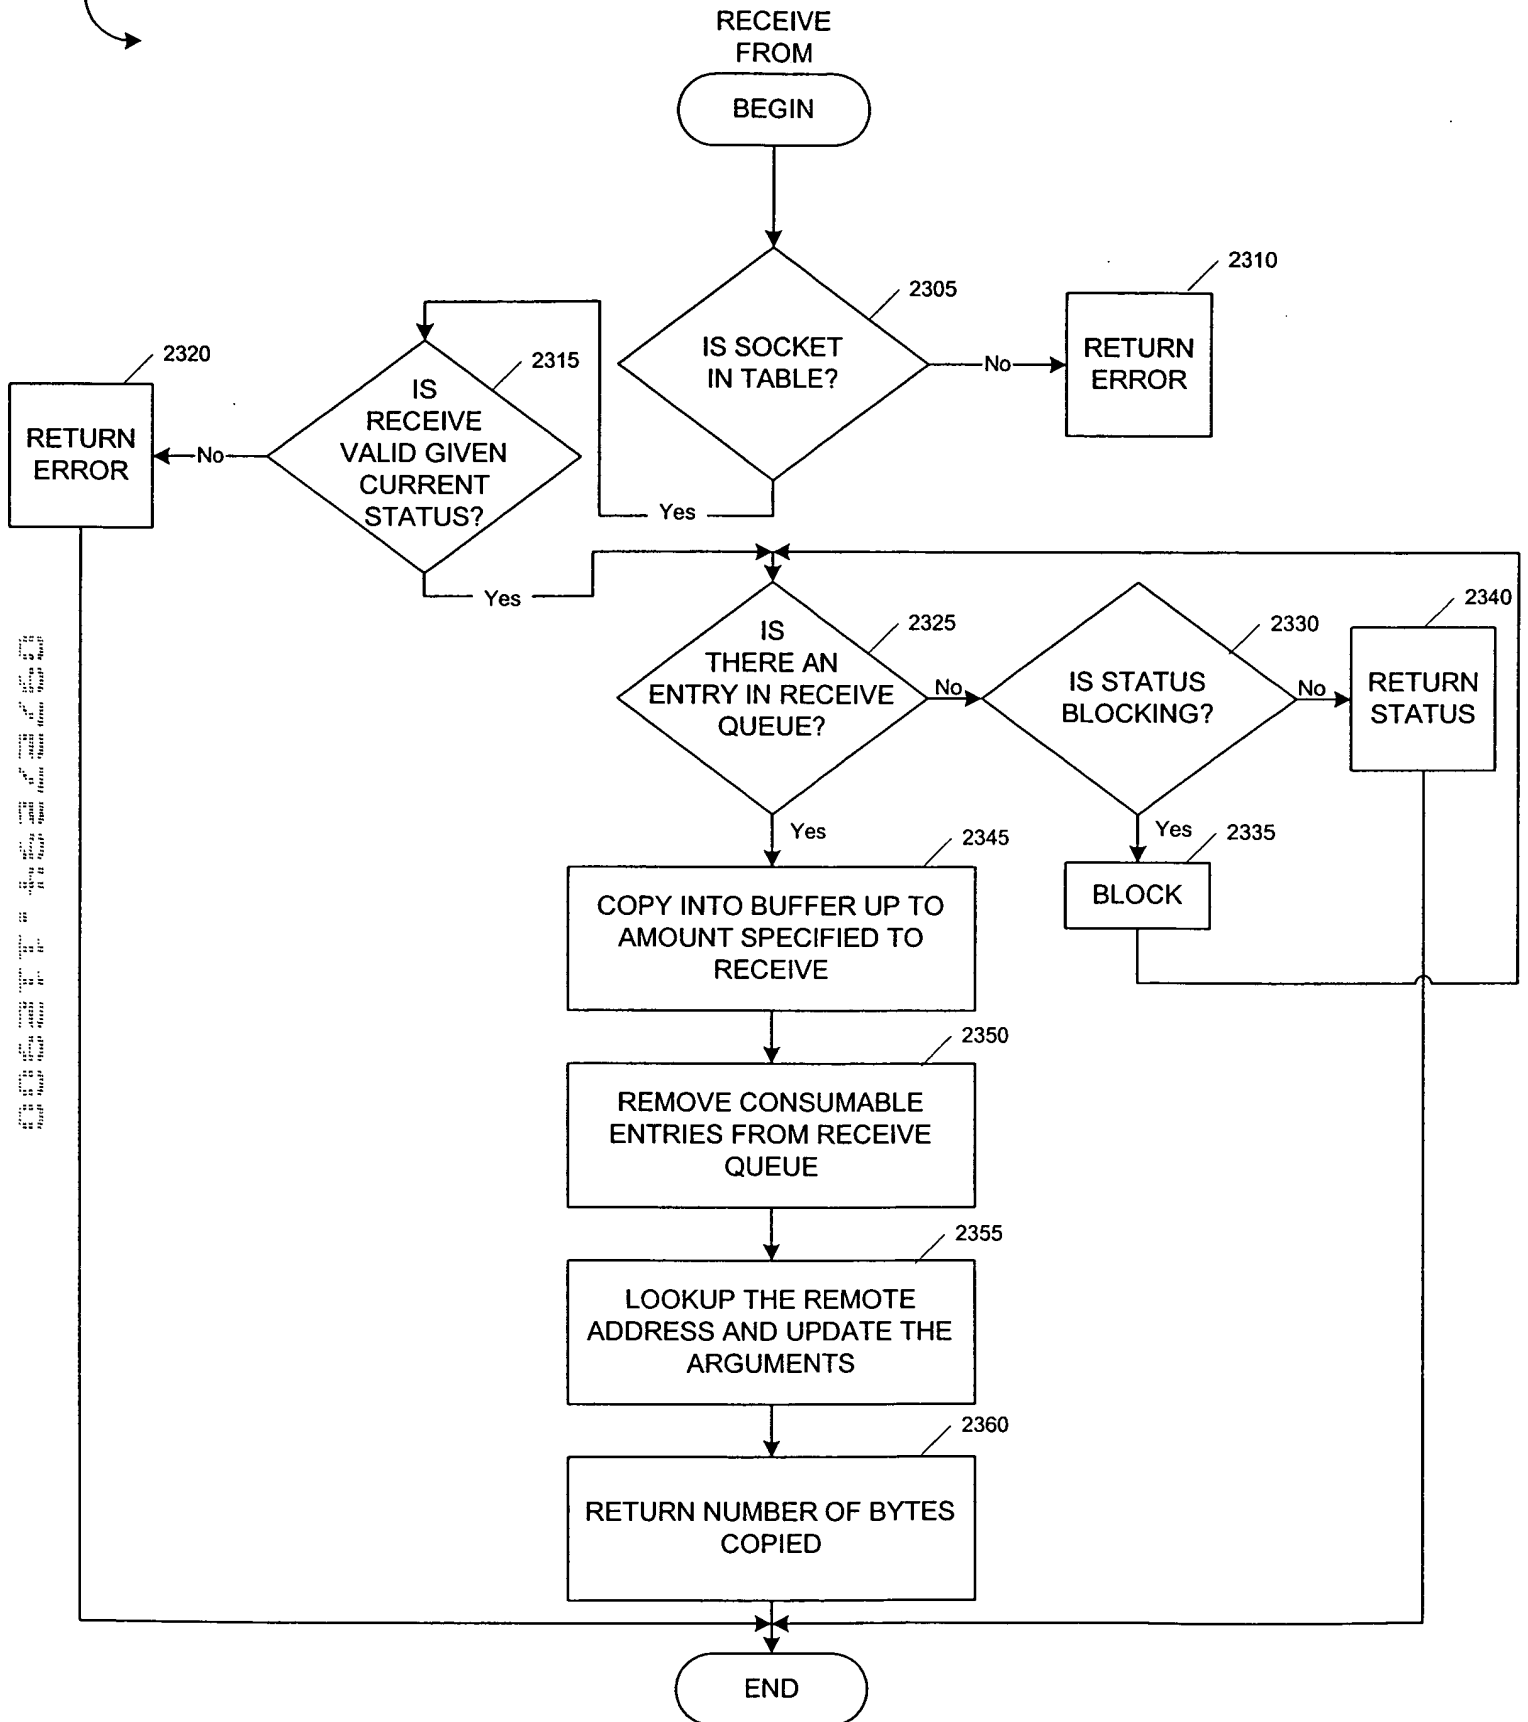 RECEIVE
FROM
BEGIN
2305
IS SOCKET
IN TABLE?
No
2310
RETURN
ERROR
Yes
2315
IS
RECEIVE
VALID GIVEN
CURRENT
STATUS?
No
2320
RETURN
ERROR
Yes
2325
IS
THERE AN
ENTRY IN RECEIVE
QUEUE?
No
2330
IS STATUS
BLOCKING?
No
2340
RETURN
STATUS
Yes
2335
BLOCK
Yes
2345
COPY INTO BUFFER UP TO
AMOUNT SPECIFIED TO
RECEIVE
2350
REMOVE CONSUMABLE
ENTRIES FROM RECEIVE
QUEUE
2355
LOOKUP THE REMOTE
ADDRESS AND UPDATE THE
ARGUMENTS
2360
RETURN NUMBER OF BYTES
COPIED
END